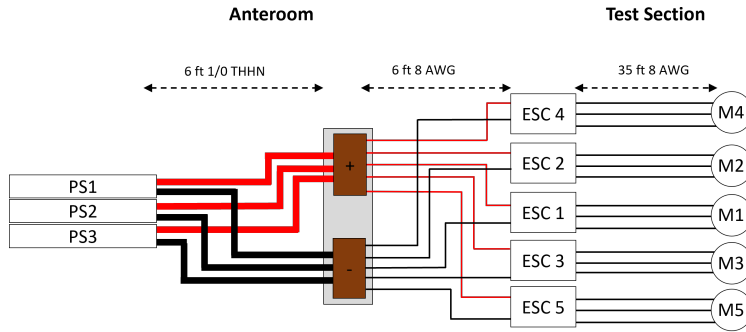 Anteroom
Test Section
6 ft 1/0 THHN
6 ft 8 AWG
35 ft 8 AWG
PS1
PS2
PS3
+
-
ESC 4
ESC 2
ESC 1
ESC 3
ESC 5
M4
M2
M1
M3
M5